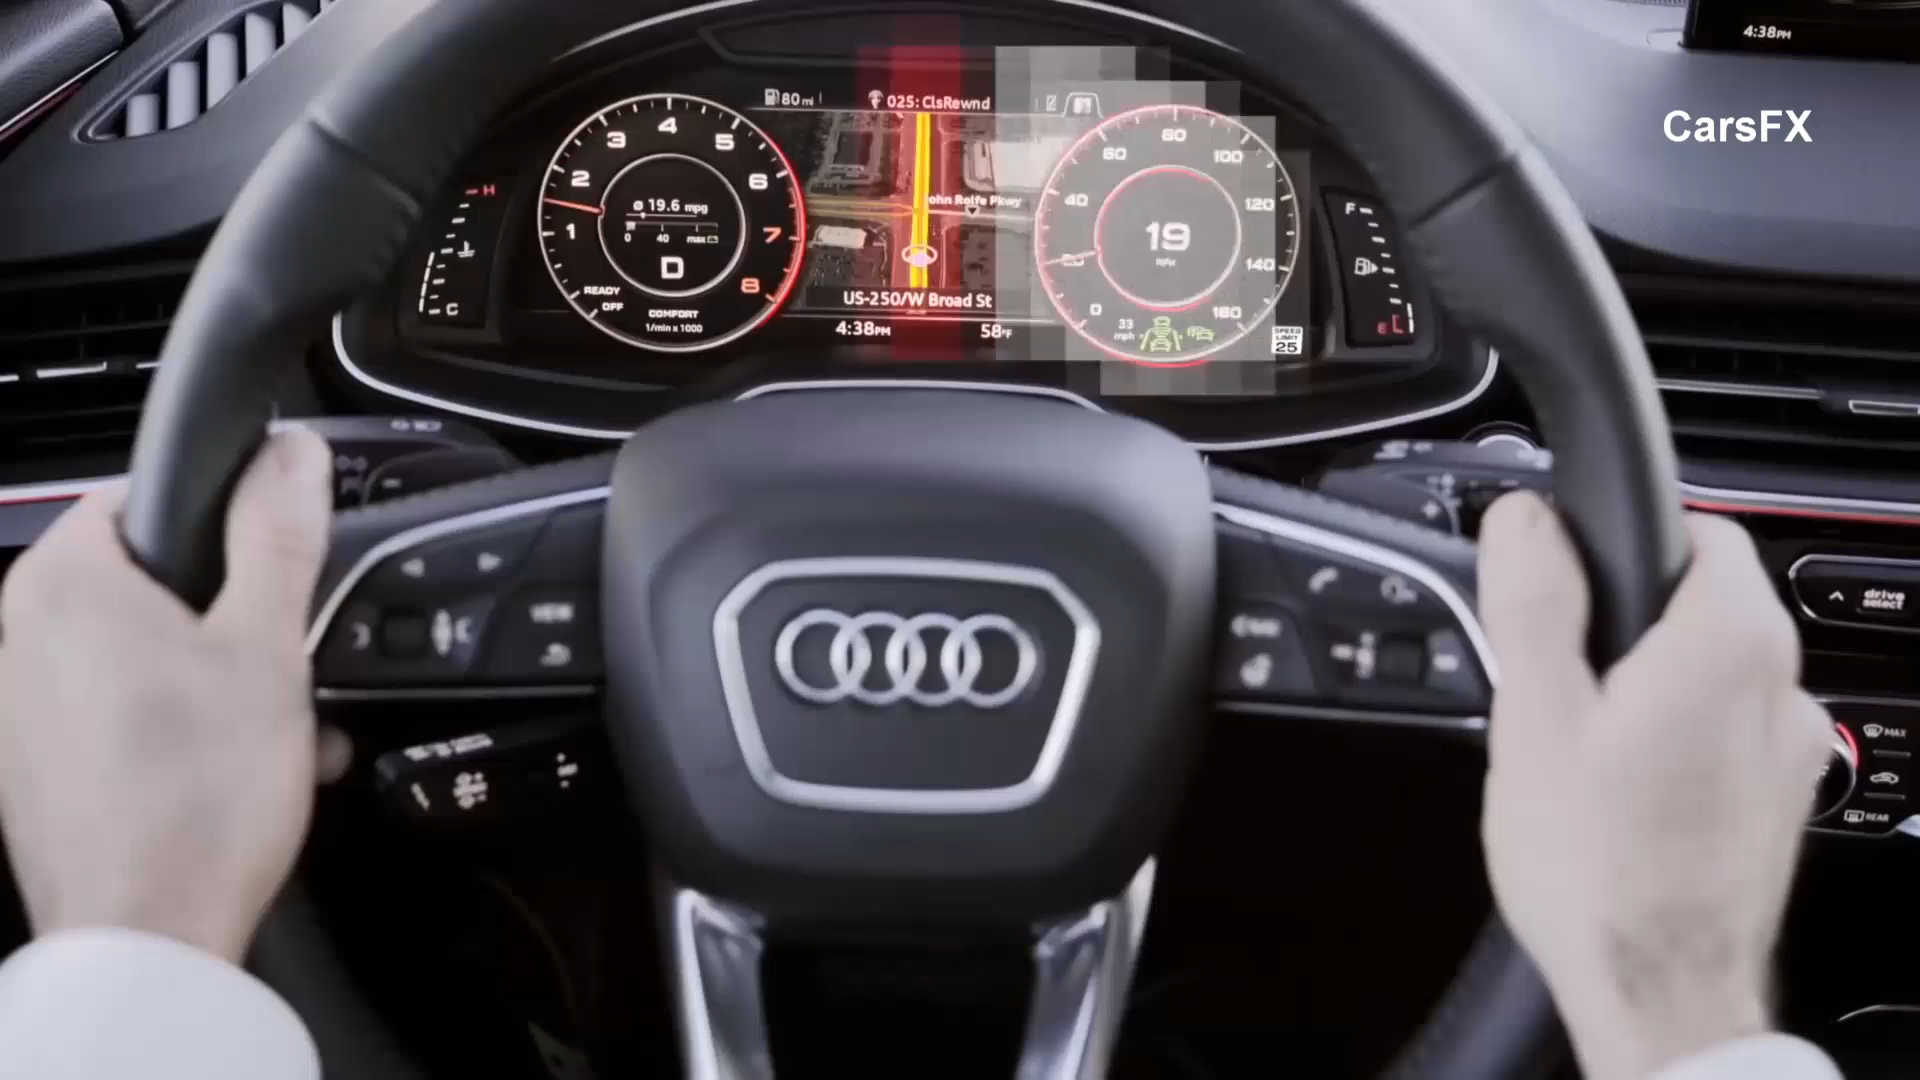 4:38PM
CarsFX
80 mi
025: ClsRewnd
1
2
3
4
5
6
7
8
ø 19.6 mpg
0 40 max
D
READY
OFF
COMFORT
1/min x 1000
H
C
ohn Rolfe Pkwy
US-250/W Broad St
4:38PM
58°F
0
20
40
60
80
100
120
140
160
19
MPH
33
mph
SPEED
LIMIT
25
F
E
VIEW
drive
select
MAX
REAR